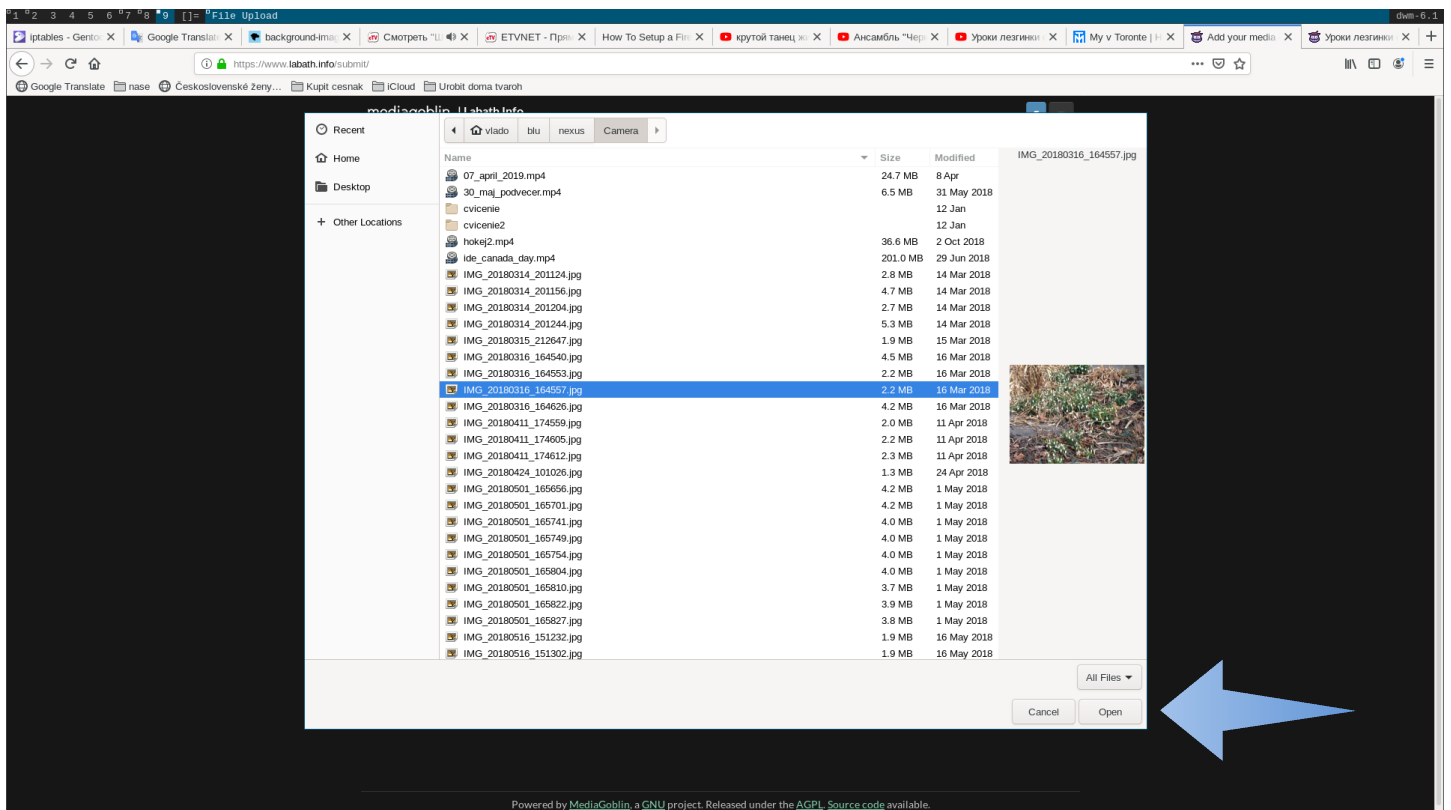 1 2 3 4 5 6 7 8 9 []= File Upload dwm-6.1
iptables - Gento Google Translat background-imag Смотреть "Ш ETVNET - Прям How To Setup a Fire крутой танец жи Ансамбль "Чер Уроки лезгинки My v Toronte | H Add your media Уроки лезгинки
https://www.labath.info/submit/
Google Translate nase Československé ženy... Kupit cesnak iCloud Urobit doma tvaroh
mediagoblin | Labath Info
Recent
Home
Desktop
+ Other Locations
vlado blu nexus Camera
Name Size Modified
07_april_2019.mp4 24.7 MB 8 Apr
30_maj_podvecer.mp4 6.5 MB 31 May 2018
cvicenie 12 Jan
cvicenie2 12 Jan
hokej2.mp4 36.6 MB 2 Oct 2018
ide_canada_day.mp4 201.0 MB 29 Jun 2018
IMG_20180314_201124.jpg 2.8 MB 14 Mar 2018
IMG_20180314_201156.jpg 4.7 MB 14 Mar 2018
IMG_20180314_201204.jpg 2.7 MB 14 Mar 2018
IMG_20180314_201244.jpg 5.3 MB 14 Mar 2018
IMG_20180315_212647.jpg 1.9 MB 15 Mar 2018
IMG_20180316_164540.jpg 4.5 MB 16 Mar 2018
IMG_20180316_164553.jpg 2.2 MB 16 Mar 2018
IMG_20180316_164557.jpg 2.2 MB 16 Mar 2018
IMG_20180316_164626.jpg 4.2 MB 16 Mar 2018
IMG_20180411_174559.jpg 2.0 MB 11 Apr 2018
IMG_20180411_174605.jpg 2.2 MB 11 Apr 2018
IMG_20180411_174612.jpg 2.3 MB 11 Apr 2018
IMG_20180424_101026.jpg 1.3 MB 24 Apr 2018
IMG_20180501_165656.jpg 4.2 MB 1 May 2018
IMG_20180501_165701.jpg 4.2 MB 1 May 2018
IMG_20180501_165741.jpg 4.0 MB 1 May 2018
IMG_20180501_165749.jpg 4.0 MB 1 May 2018
IMG_20180501_165754.jpg 4.0 MB 1 May 2018
IMG_20180501_165804.jpg 4.0 MB 1 May 2018
IMG_20180501_165810.jpg 3.7 MB 1 May 2018
IMG_20180501_165822.jpg 3.9 MB 1 May 2018
IMG_20180501_165827.jpg 3.8 MB 1 May 2018
IMG_20180516_151232.jpg 1.9 MB 16 May 2018
IMG_20180516_151302.jpg 1.9 MB 16 May 2018
IMG_20180316_164557.jpg
All Files
Cancel Open
Powered by MediaGoblin, a GNU project. Released under the AGPL. Source code available.